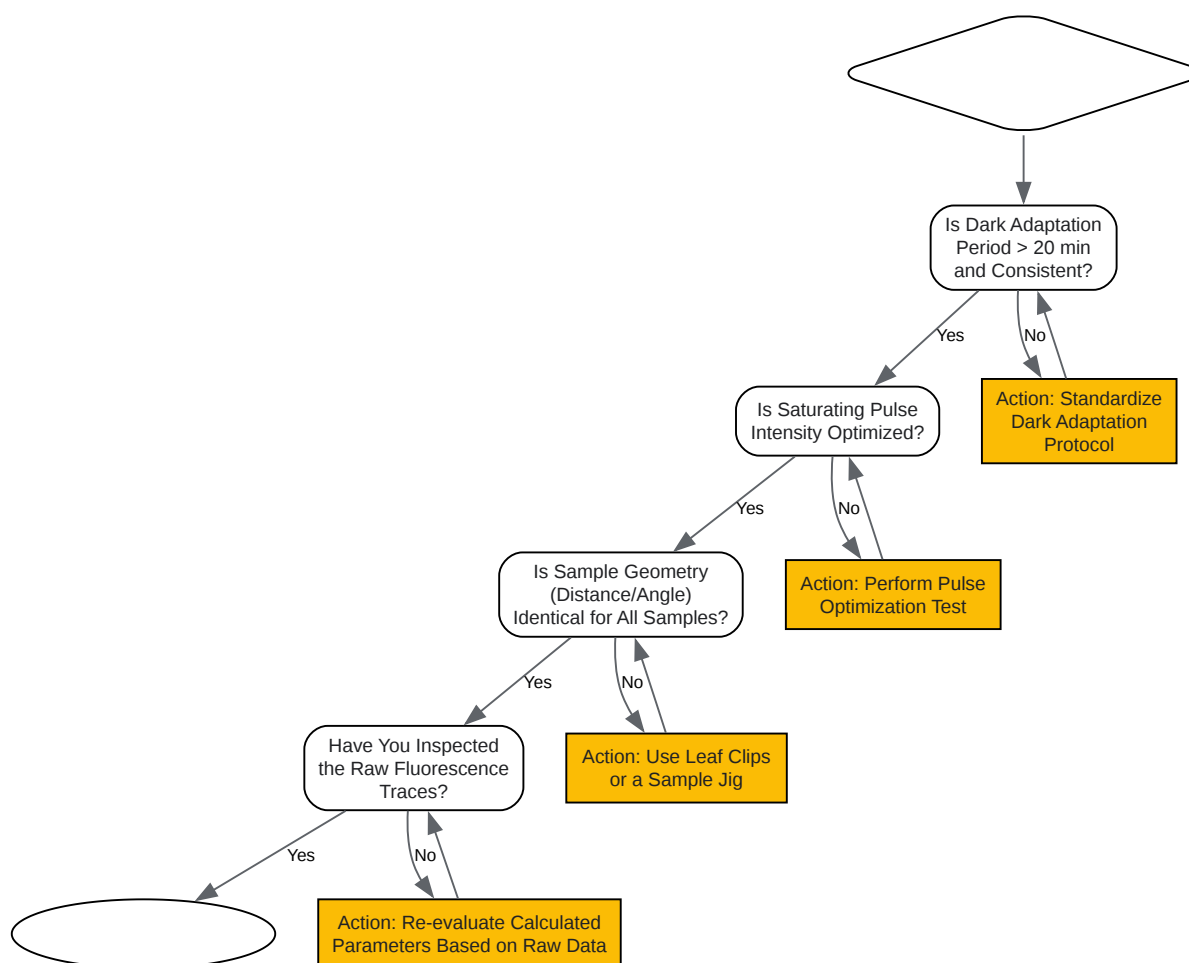 Is Dark Adaptation
Period > 20 min
and Consistent?
Yes
No
Action: Standardize
Dark Adaptation
Protocol
Is Saturating Pulse
Intensity Optimized?
Yes
No
Action: Perform Pulse
Optimization Test
Is Sample Geometry
(Distance/Angle)
Identical for All Samples?
Yes
No
Action: Use Leaf Clips
or a Sample Jig
Have You Inspected
the Raw Fluorescence
Traces?
Yes
No
Action: Re-evaluate Calculated
Parameters Based on Raw Data